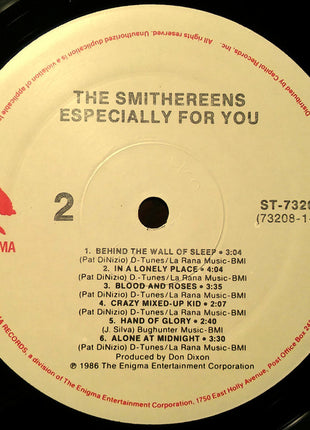 Unauthorized duplication is a violation of applicable
by Capitol Records, Inc. All rights reserved.
THE SMITHEREENS
ESPECIALLY FOR YOU
2
ST-7320
(73208-1
MA
1. BEHIND THE WALL OF SLEEP • 3:04
(Pat DiNizio) D-Tunes/La Rana Music-BMI
2. IN A LONELY PLACE • 4:04
(Pat DiNizio) D.-Tunes/La Rana Music-BMI
3. BLOOD AND ROSES • 3:35
(Pat DiNizio) D-Tunes/La Rana Music-BMI
4. CRAZY MIXED-UP KID • 2:07
(Pat DiNizio) D-Tunes/La Rana Music-BMI
5. HAND OF GLORY • 2:40
(J. Silva) Bughunter Music-BMI
6. ALONE AT MIDNIGHT • 3:30
(Pat DiNizio) D-Tunes/La Rana Music-BMI
Produced by Don Dixon
℗ 1986 The Enigma Entertainment Corporation
A RECORDS, a division of The Enigma Entertainment Corporation, 1750 East Holly Avenue, Post Office Box 24